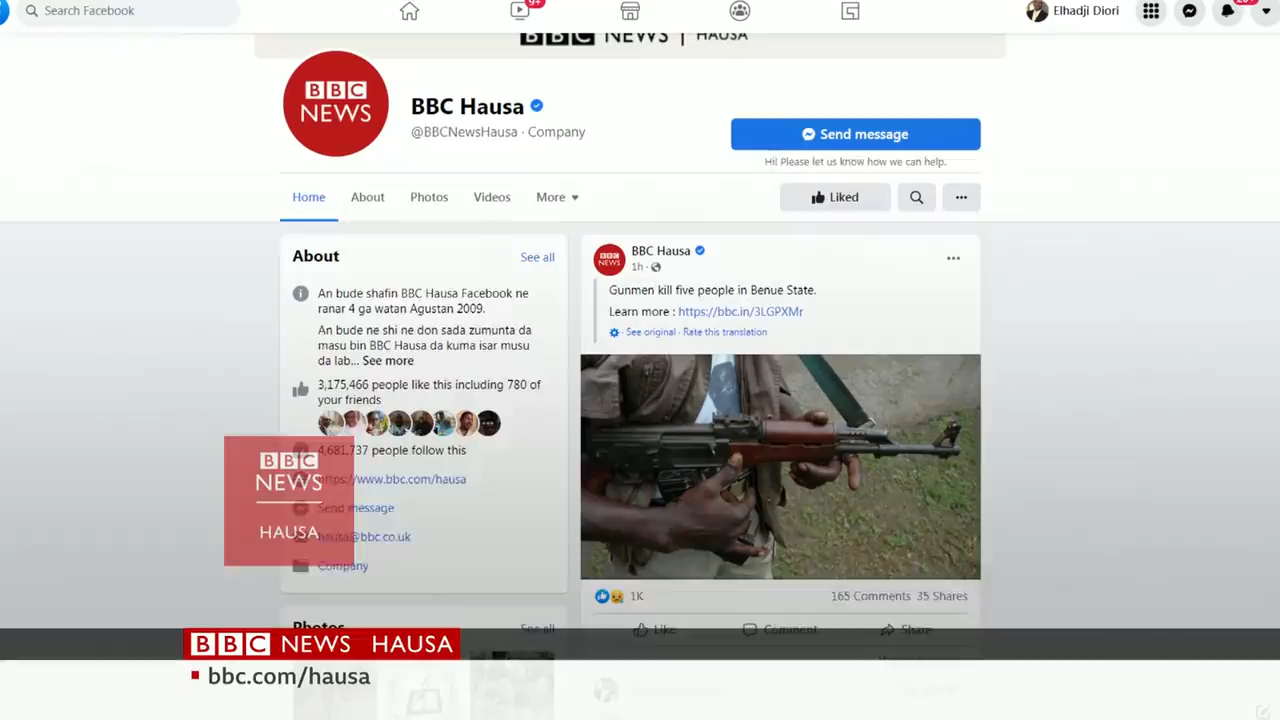 Search Facebook
9+
Elhadji Diori
20+
BBC NEWS | HAUSA
BBC
NEWS
BBC Hausa
@BBCNewsHausa · Company
Send message
Hi! Please let us know how we can help.
Home
About
Photos
Videos
More
Liked
About
See all
An bude shafin BBC Hausa Facebook ne
ranar 4 ga watan Agustan 2009.
An bude ne shi ne don sada zumunta da
masu bin BBC Hausa da kuma isar musu
da lab... See more
3,175,466 people like this including 780 of
your friends
4,681,737 people follow this
https://www.bbc.com/hausa
Send message
hausa@bbc.co.uk
Company
Photos
See all
BBC
NEWS
BBC Hausa
1h ·
Gunmen kill five people in Benue State.
Learn more : https://bbc.in/3LGPXMr
· See original · Rate this translation
1K
165 Comments 35 Shares
Like
Comment
Share
BBC
NEWS
HAUSA
BBC NEWS HAUSA
bbc.com/hausa